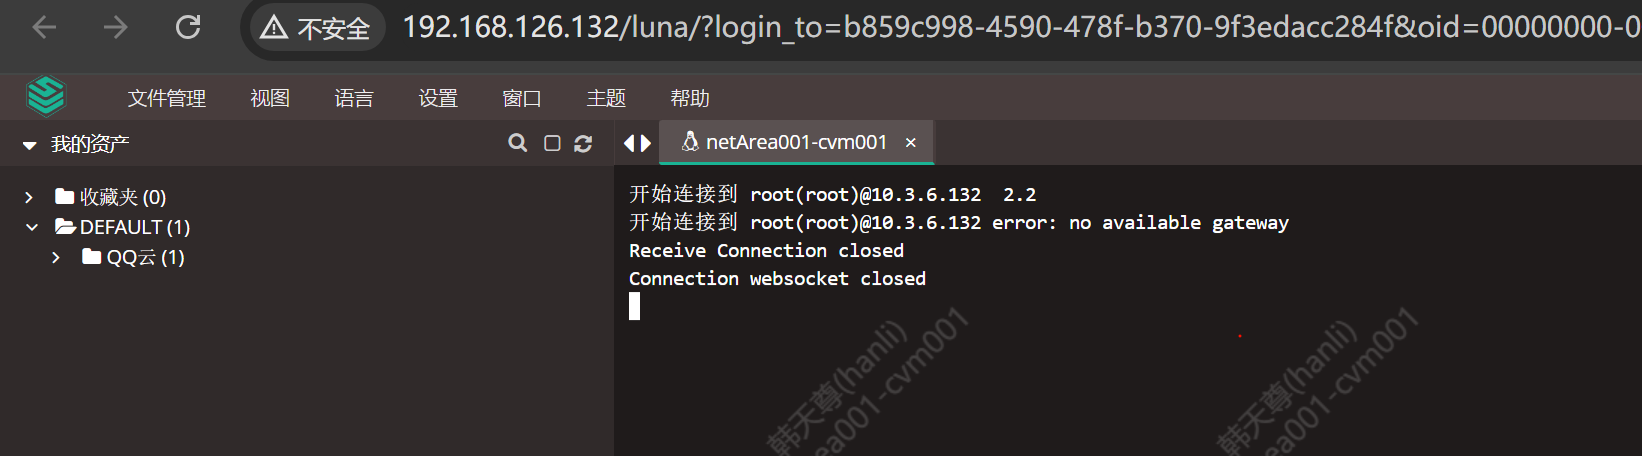 不安全 192.168.126.132/luna/?login_to=b859c998-4590-478f-b370-9f3edacc284f&oid=00000000-0
文件管理 视图 语言 设置 窗口 主题 帮助
我的资产
netArea001-cvm001 ×
收藏夹 (0)
DEFAULT (1)
QQ云 (1)
开始连接到 root(root)@10.3.6.132 2.2
开始连接到 root(root)@10.3.6.132 error: no available gateway
Receive Connection closed
Connection websocket closed
韩天尊(hanli)
ea001-cvm001
韩天尊(hanli)
ea001-cvm001